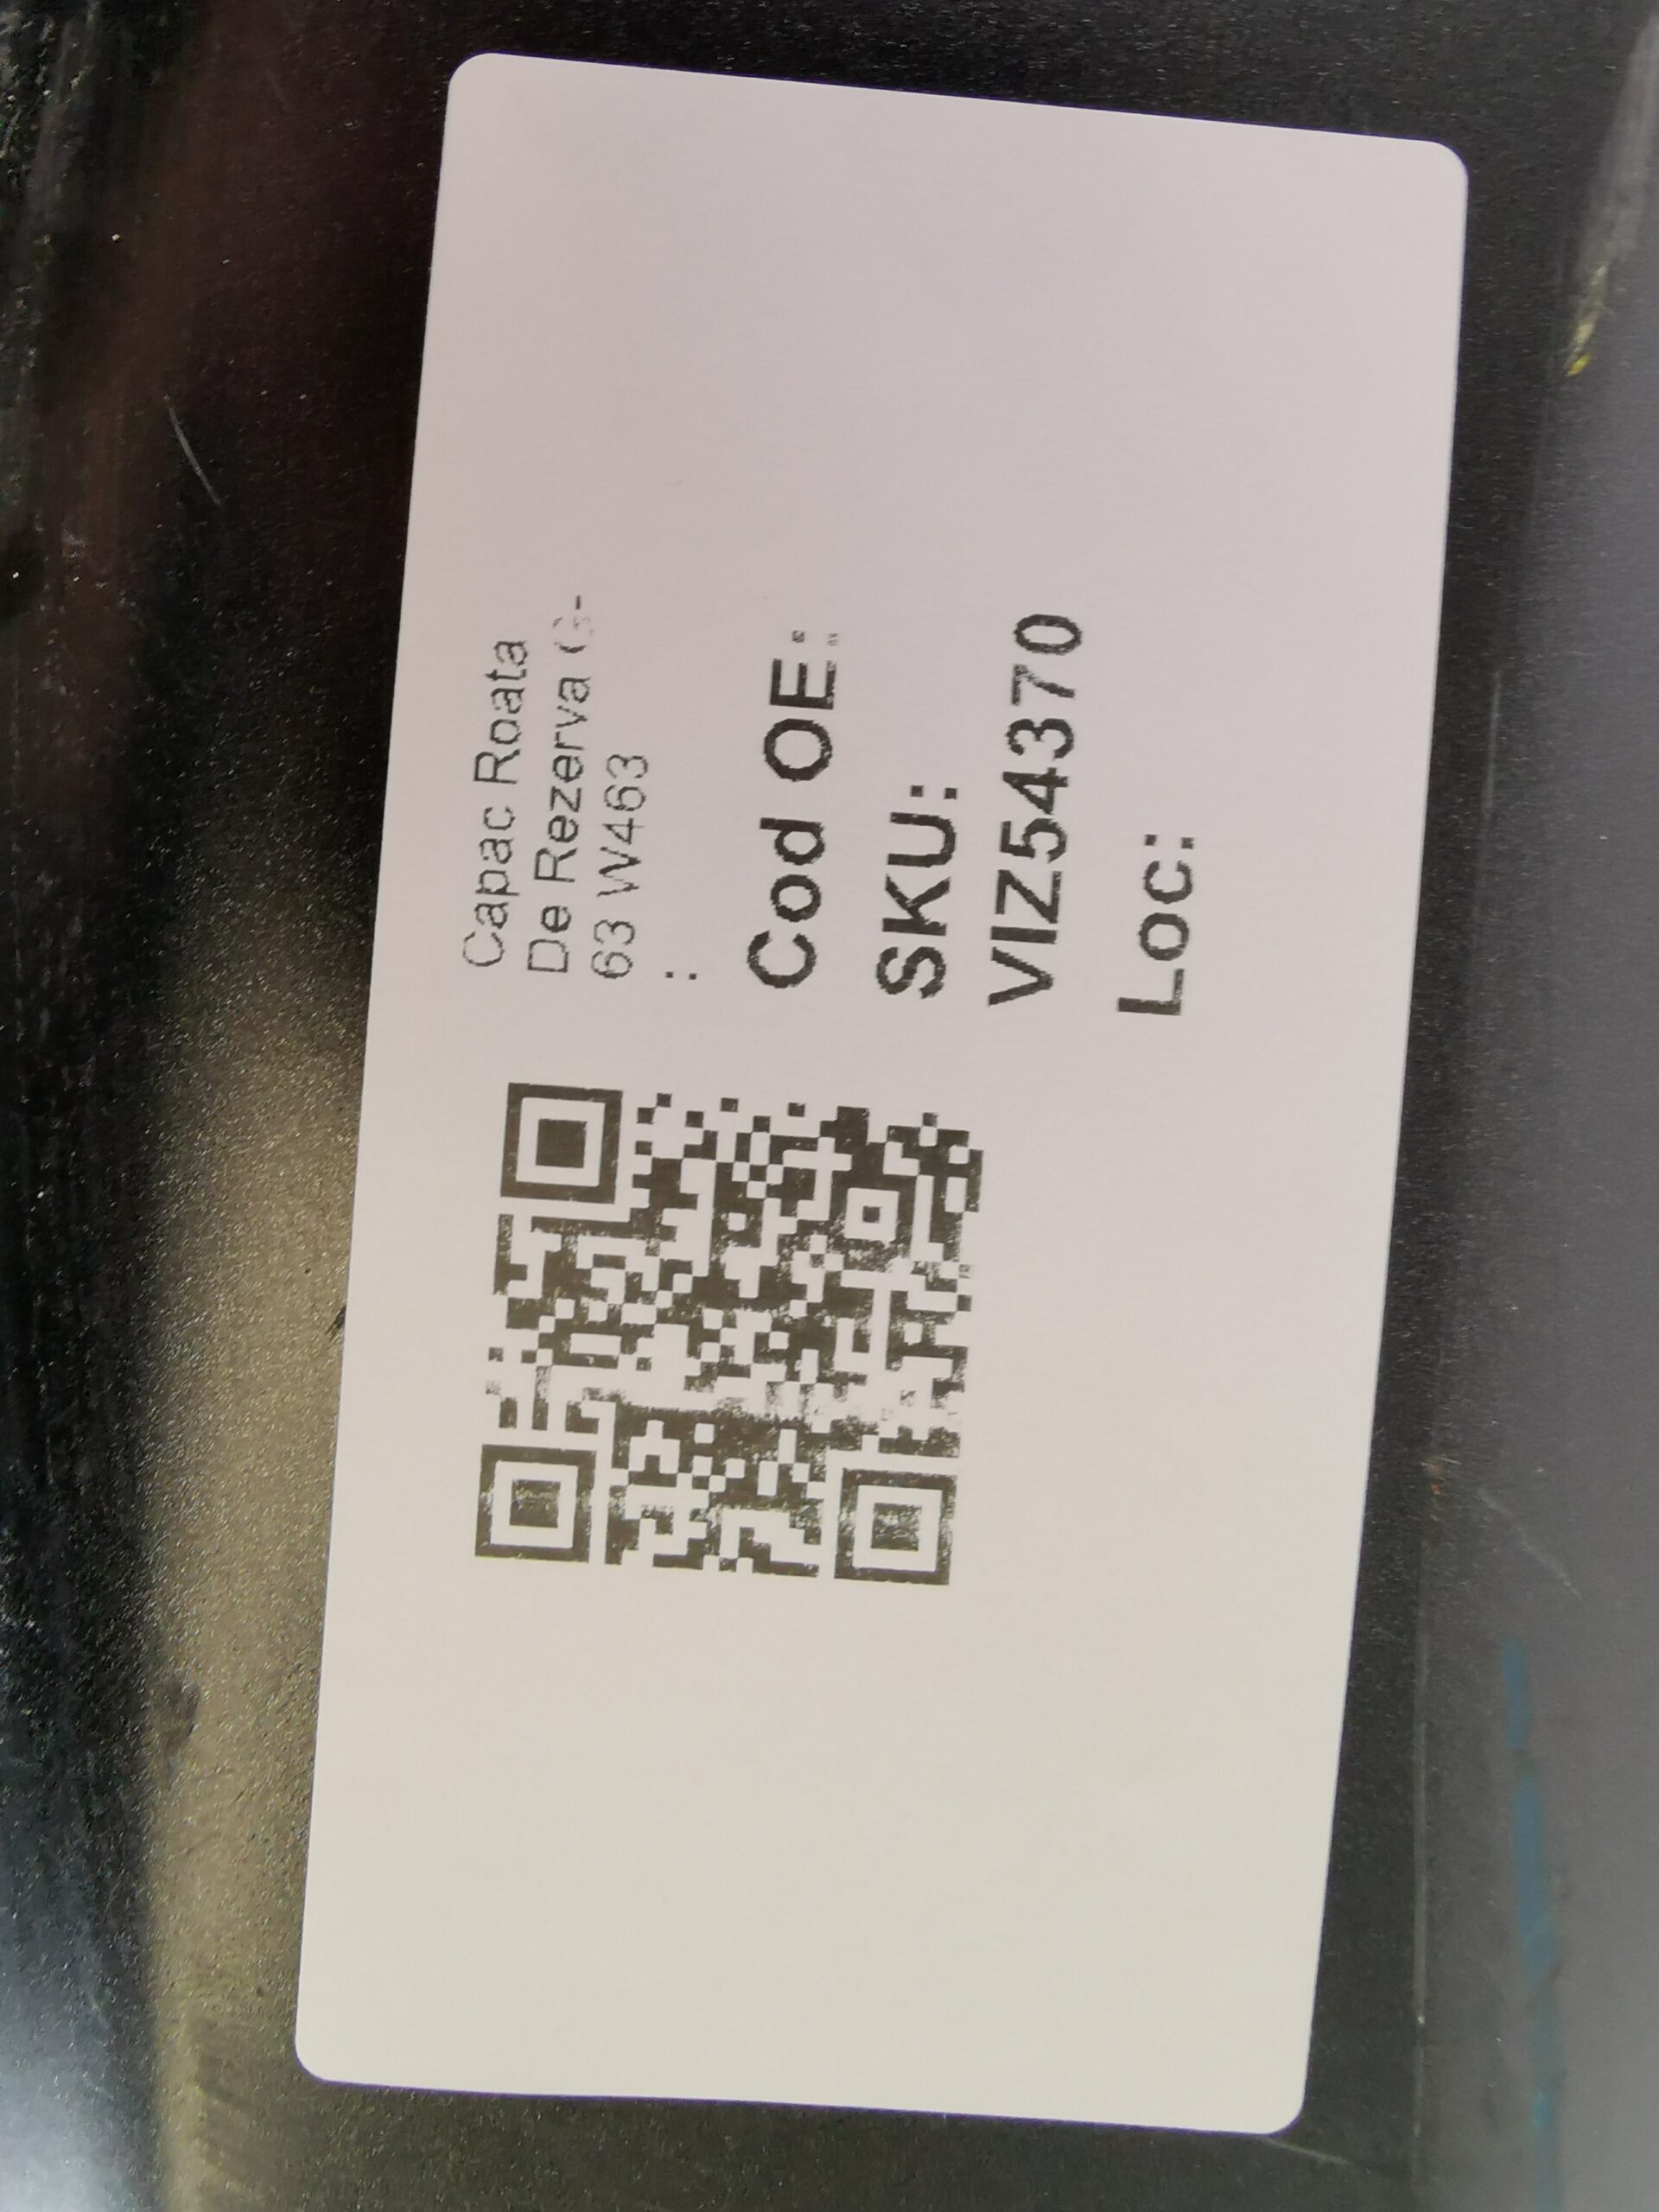 Capac Roata
De Rezerva G-
63 W463
:
Cod OE:
SKU:
VIZ54370
Loc: